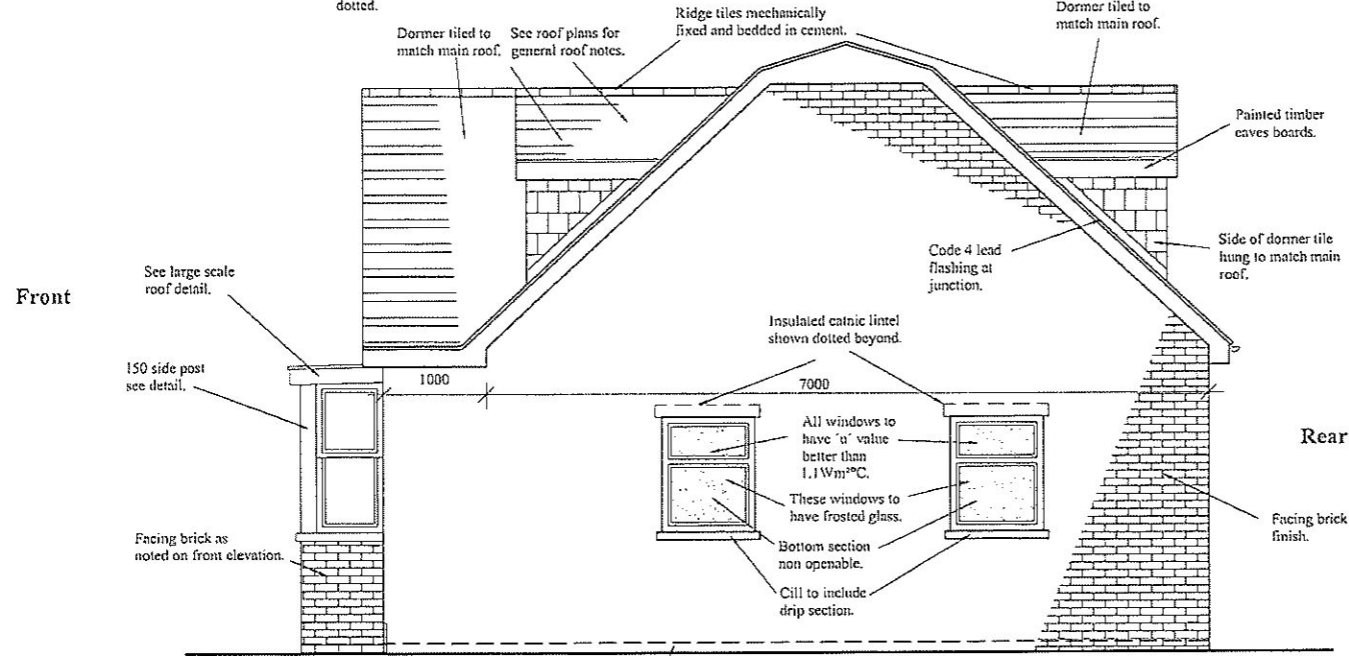 dotted.
Dormer tiled to
match main roof.
See roof plans for
general roof notes.
Ridge tiles mechanically
fixed and bedded in cement.
Dormer tiled to
match main roof.
Painted timber
eaves boards.
Code 4 lead
flashing at
junction.
Side of dormer tile
hung to match main
roof.
Front
See large scale
roof detail.
Insulated catnic lintel
shown dotted beyond.
150 side post
see detail.
1000
7000
All windows to
have 'u' value
better than
1.1Wm²°C.
Rear
These windows to
have frosted glass.
Facing brick as
noted on front elevation.
Facing brick
finish.
Bottom section
non openable.
Cill to include
drip section.